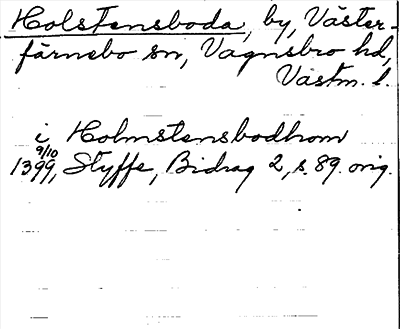 Holstensboda, by, Väster-
färnebo sn, Vagnsbro hd,
Västm. l.
i Holmstensbodhom
9/10
1399, Styffe, Bidrag 2, s. 89. orig.